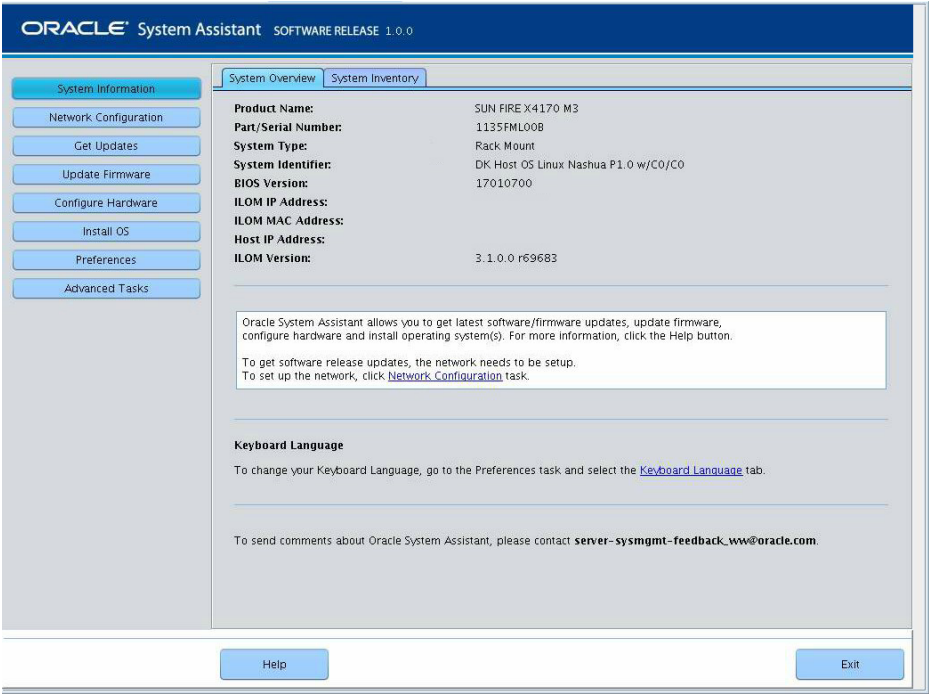 ORACLE® System Assistant SOFTWARE RELEASE 1.0.0
System Information
Network Configuration
Get Updates
Update Firmware
Configure Hardware
Install OS
Preferences
Advanced Tasks
System Overview System Inventory
Product Name: SUN FIRE X4170 M3
Part/Serial Number: 1135FML00B
System Type: Rack Mount
System Identifier: DK Host OS Linux Nashua P1.0 w/C0/C0
BIOS Version: 17010700
ILOM IP Address:
ILOM MAC Address:
Host IP Address:
ILOM Version: 3.1.0.0 r69683
Oracle System Assistant allows you to get latest software/firmware updates, update firmware,
configure hardware and install operating system(s). For more information, click the Help button.
To get software release updates, the network needs to be setup.
To set up the network, click Network Configuration task.
Keyboard Language
To change your Keyboard Language, go to the Preferences task and select the Keyboard Language tab.
To send comments about Oracle System Assistant, please contact server-sysmgmt-feedback_ww@oracle.com.
Help
Exit